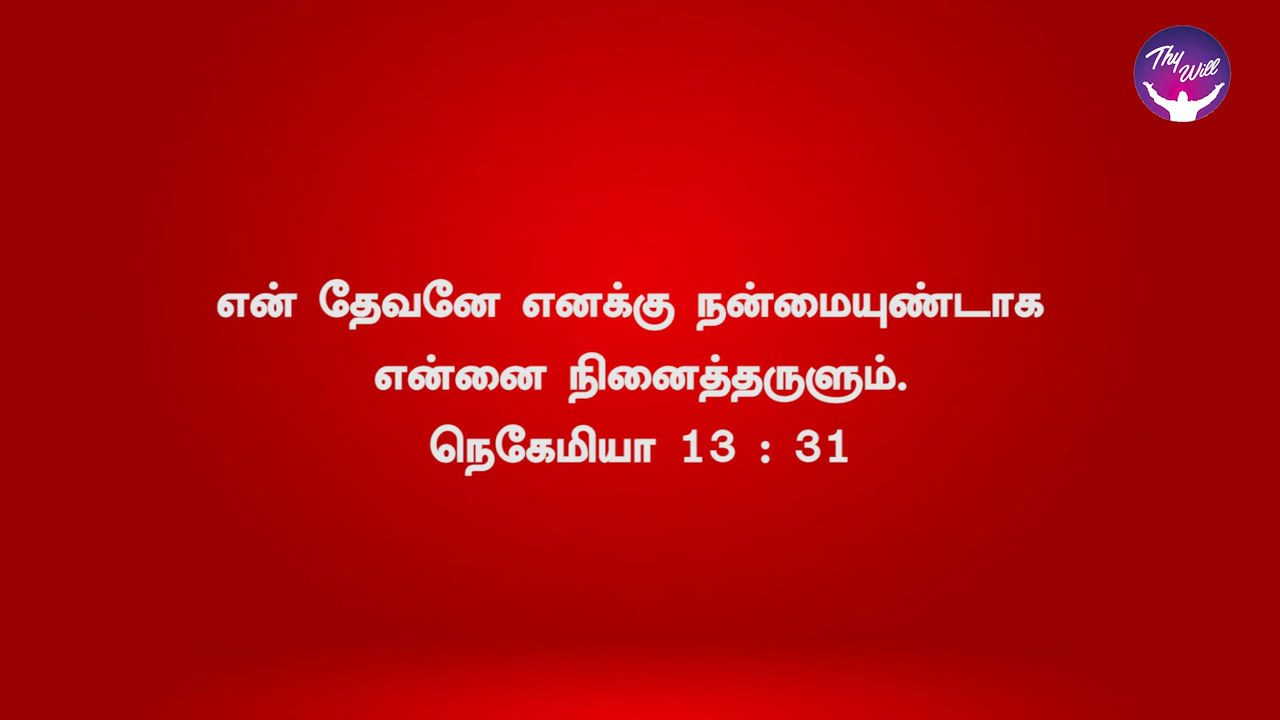 Thy Will
என் தேவனே எனக்கு நன்மையுண்டாக
என்னை நினைத்தருளும்.
நெகேமியா 13 : 31